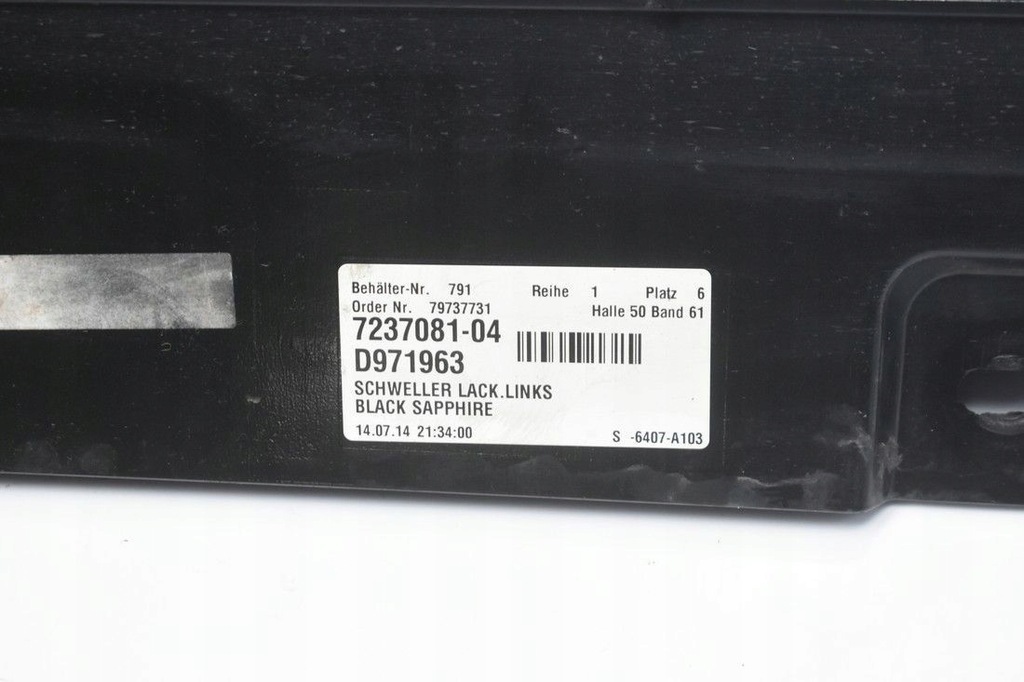 Behälter-Nr. 791 Reihe 1 Platz 6
Order Nr. 79737731 Halle 50 Band 61
7237081-04
D971963
SCHWELLER LACK.LINKS
BLACK SAPPHIRE
14.07.14 21:34:00 S -6407-A103